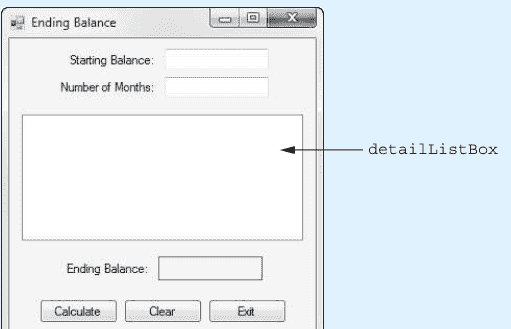 Ending Balance
Starting Balance:
Number of Months:
detailListBox
Ending Balance:
Calculate Clear Exit